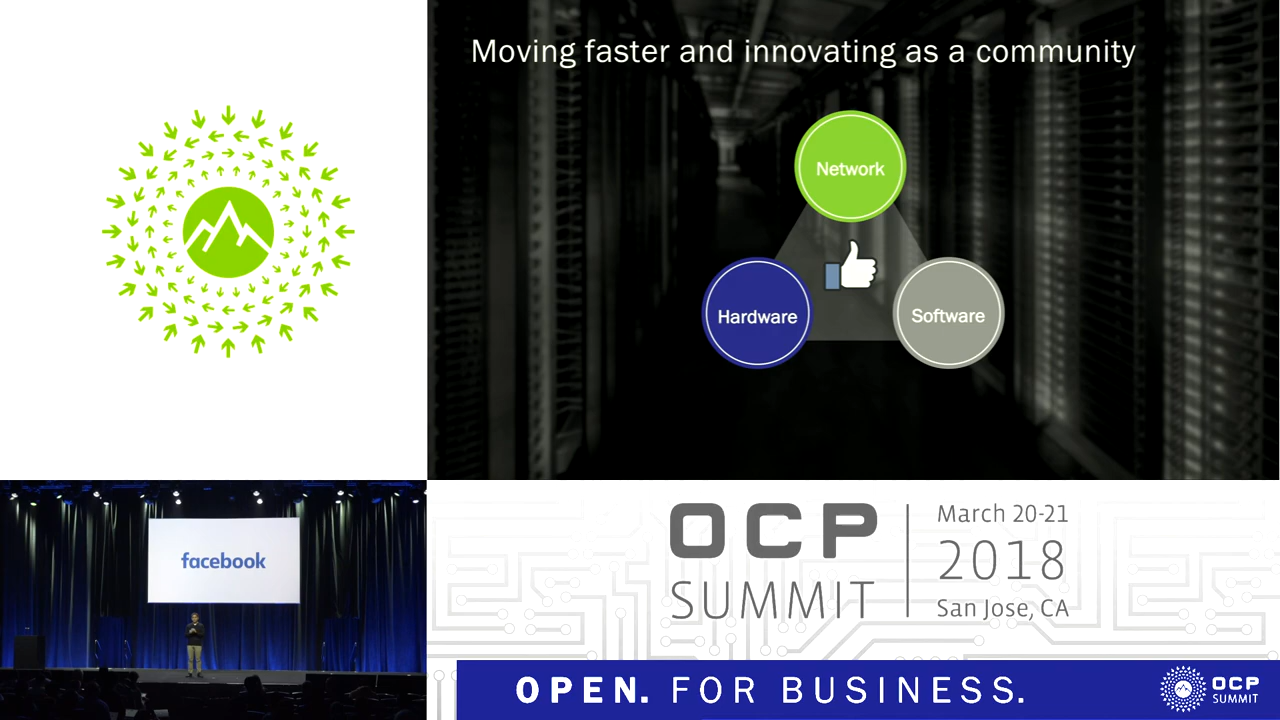 Moving faster and innovating as a community
Network
Hardware
Software
facebook
OCP
SUMMIT
March 20-21
2018
San Jose, CA
OPEN. FOR BUSINESS.
OCP
SUMMIT